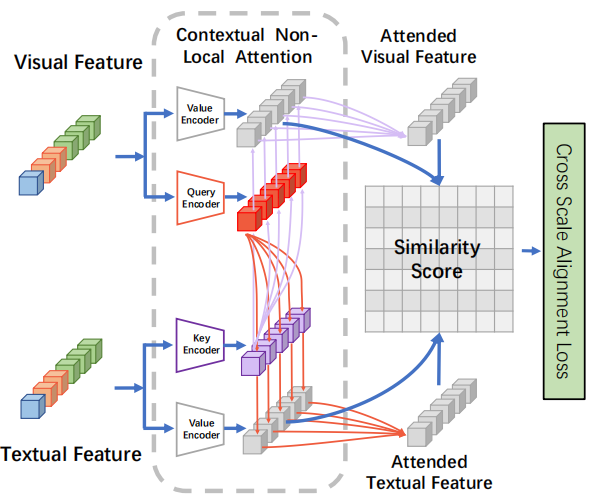 Contextual Non-
Local Attention
Attended
Visual Feature
Visual Feature
Value
Encoder
Query
Encoder
Similarity
Score
Cross Scale Alignment Loss
Key
Encoder
Value
Encoder
Textual Feature
Attended
Textual Feature